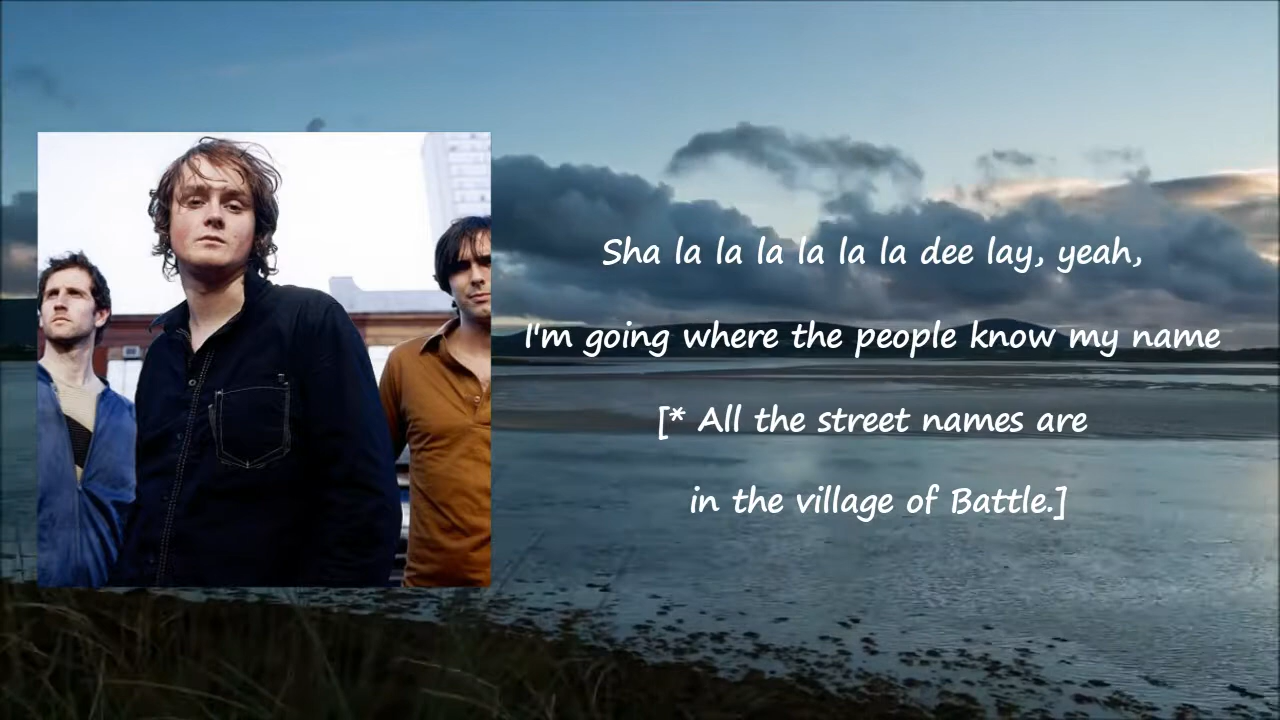 Sha la la la la la la dee lay, yeah,
I'm going where the people know my name
[* All the street names are
in the village of Battle.]